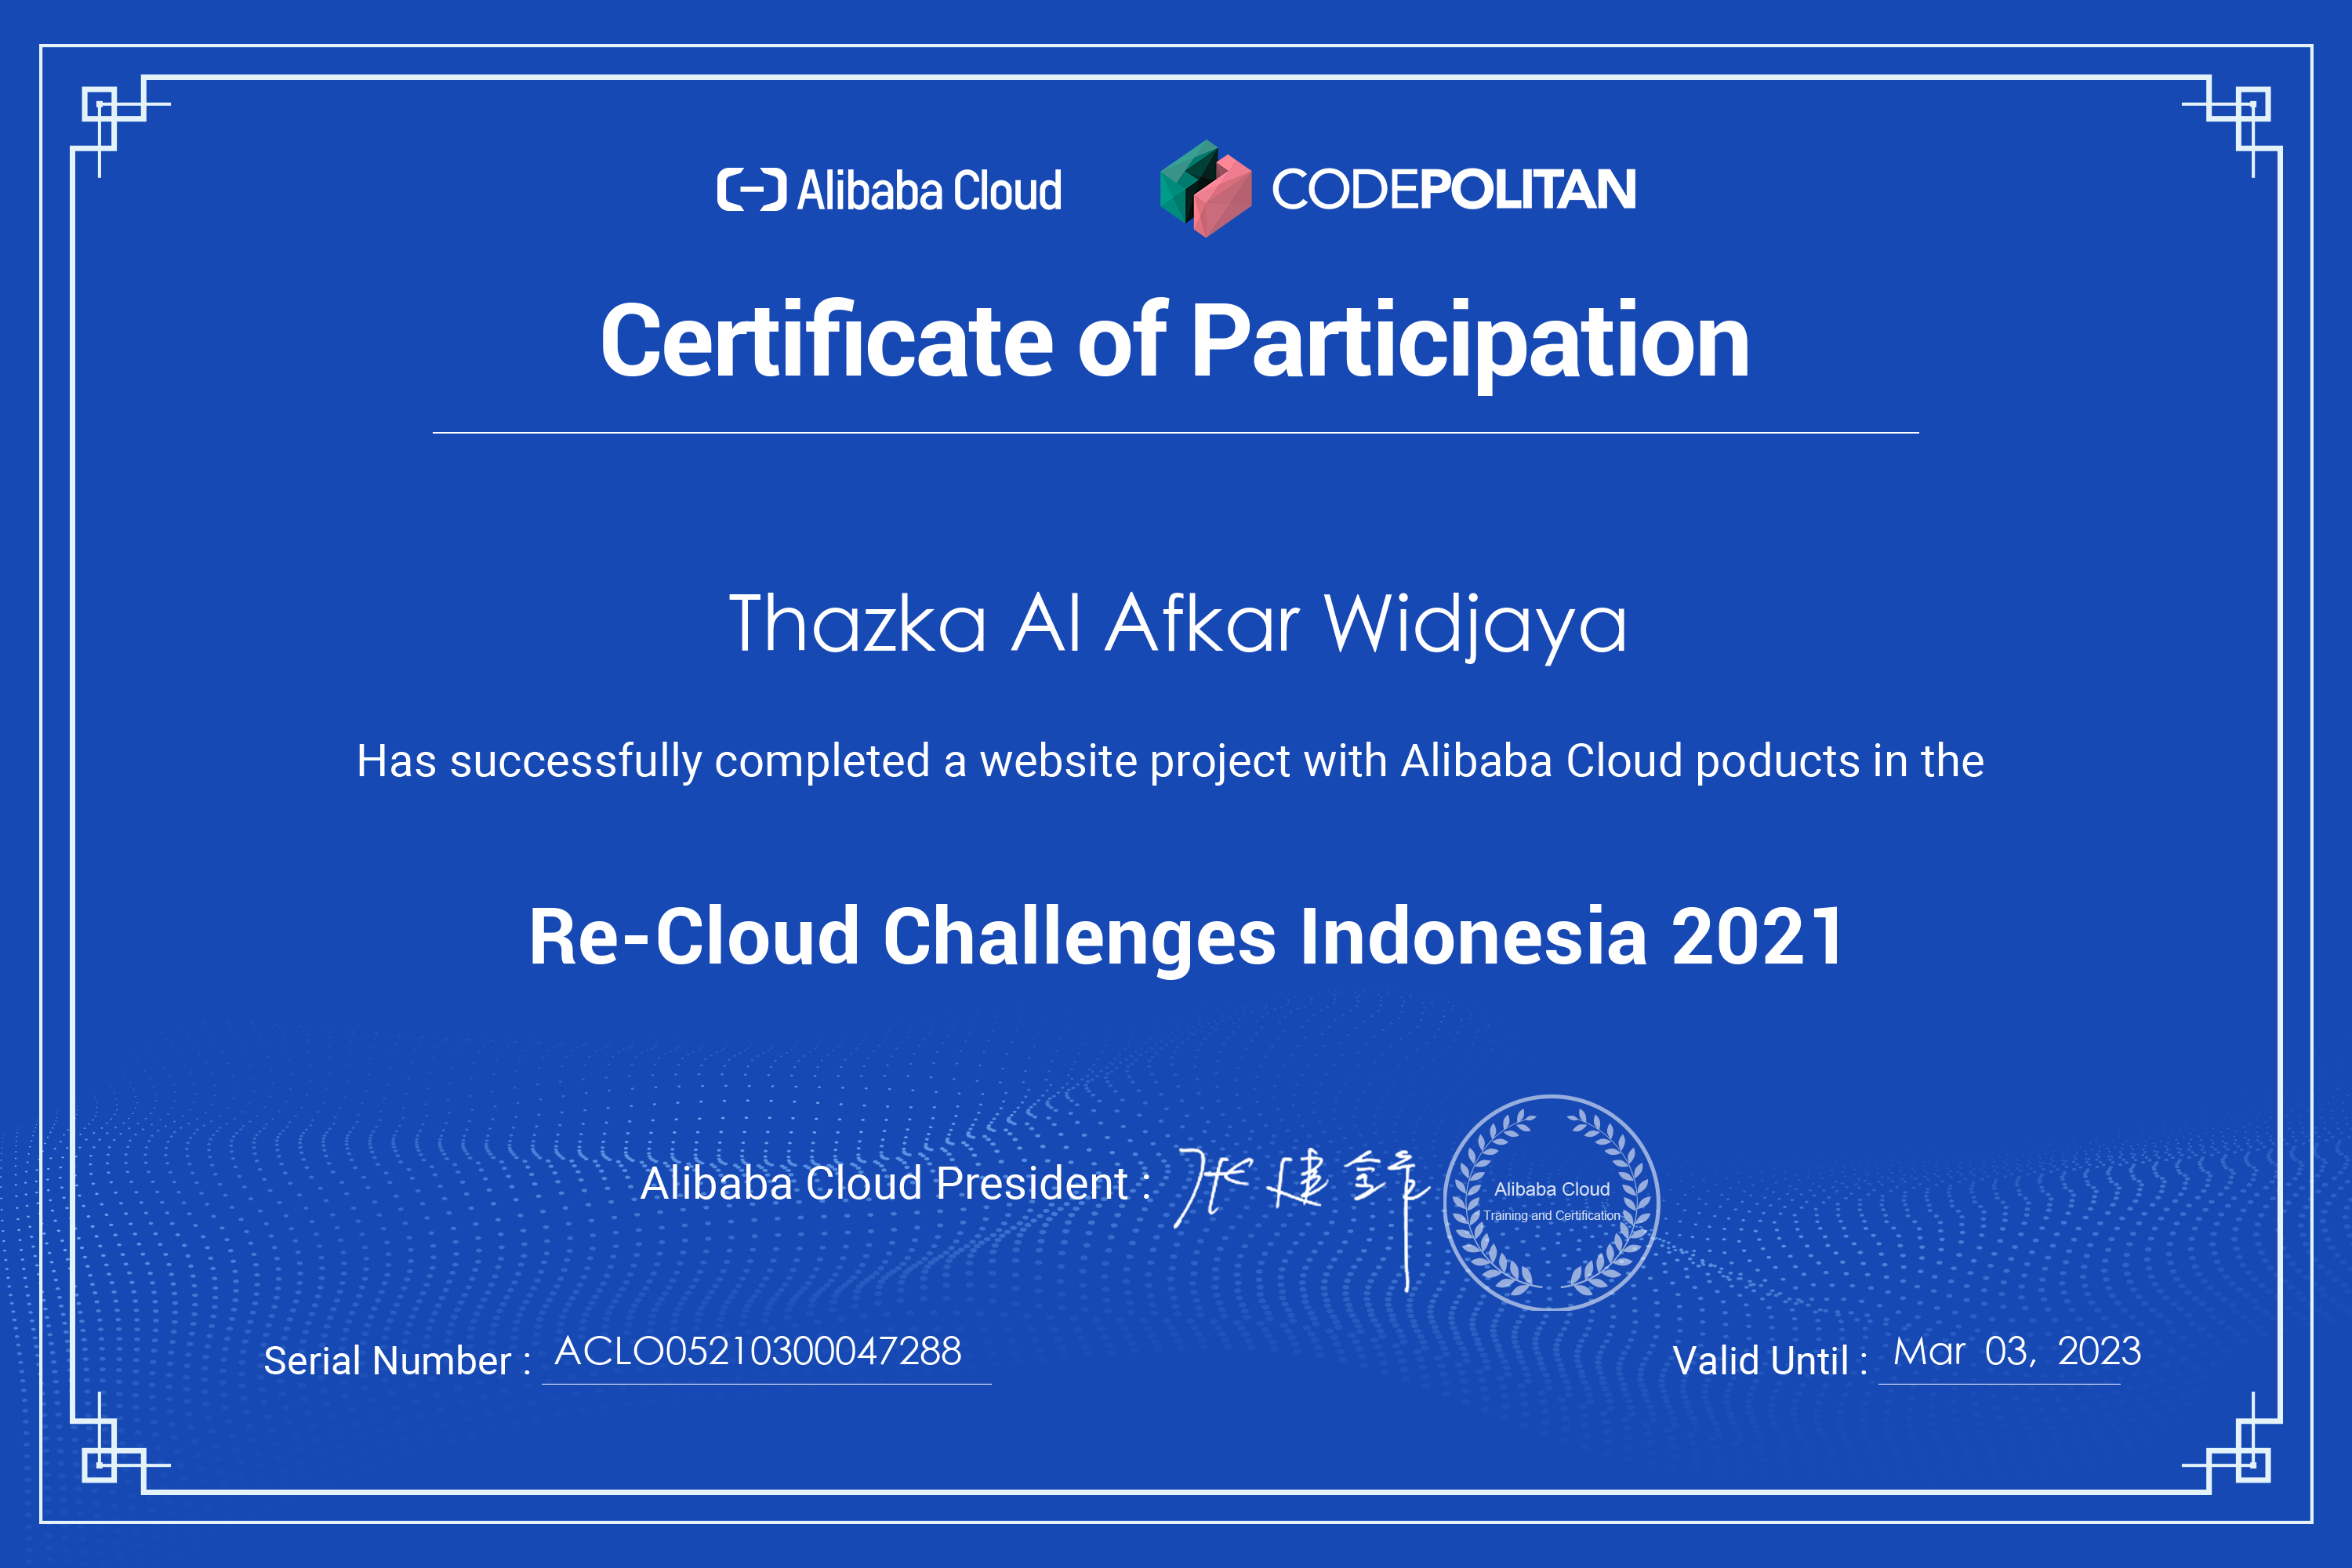 Alibaba Cloud
CODEPOLITAN
Certificate of Participation
Thazka Al Afkar Widjaya
Has successfully completed a website project with Alibaba Cloud poducts in the
Re-Cloud Challenges Indonesia 2021
Alibaba Cloud President :
Alibaba Cloud
Training and Certification
Serial Number : ACLO05210300047288
Valid Until : Mar 03, 2023